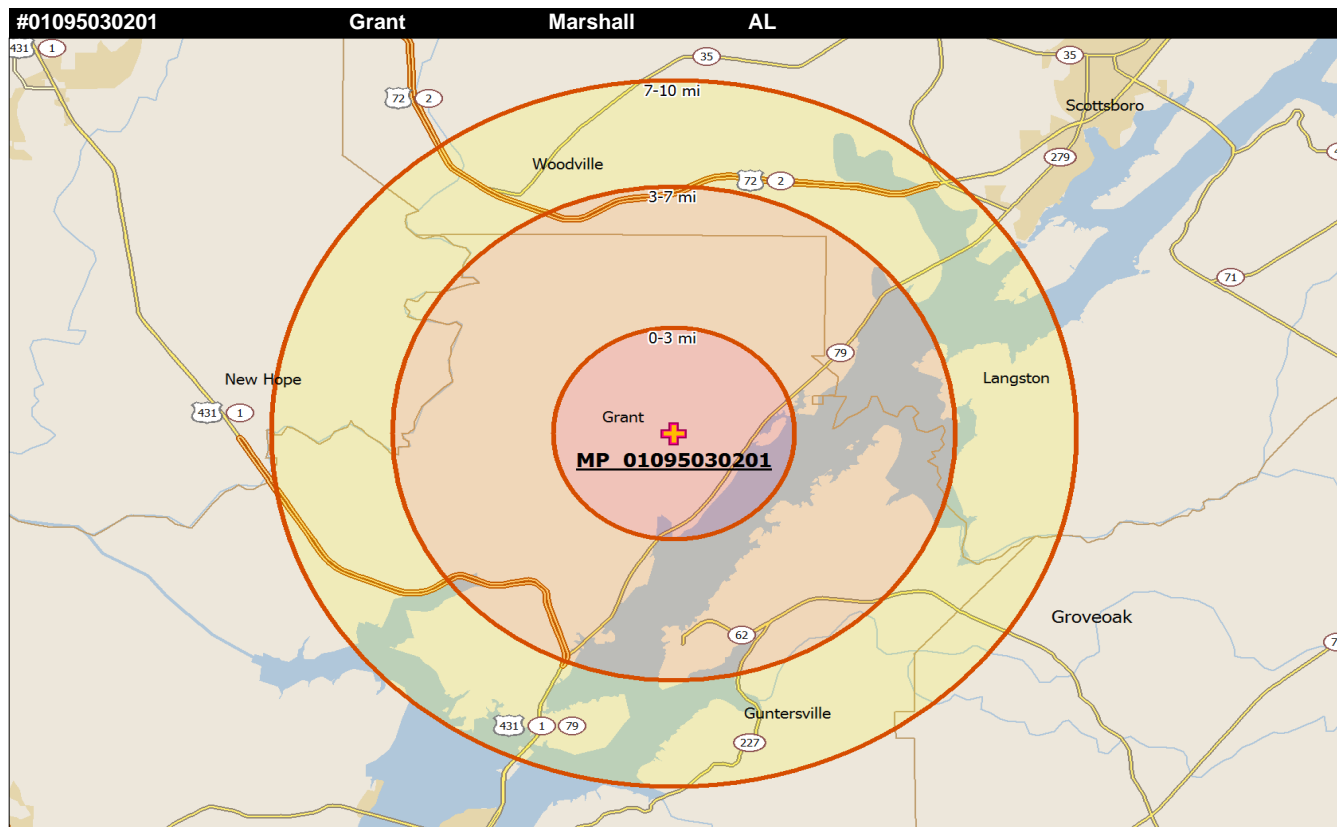 #01095030201 Grant Marshall AL
431 1
35
35
7-10 mi
72 2
Scottsboro
279
Woodville
72 2
3-7 mi
71
0-3 mi
79
New Hope
Langston
431 1
Grant
MP 01095030201
Groveoak
62
Guntersville
431 1 79
227